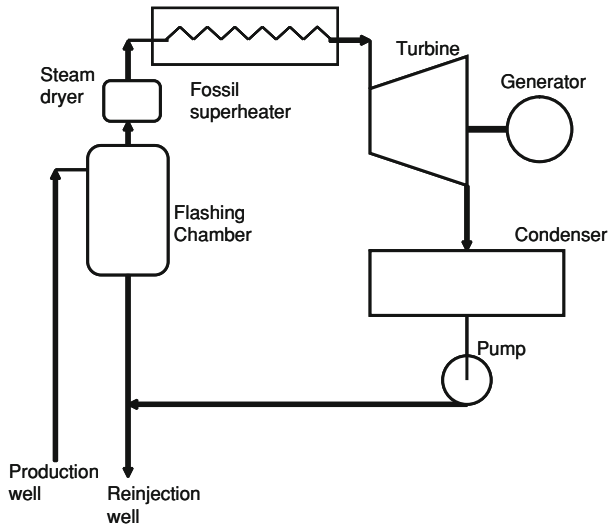 Turbine
Steam
dryer
Fossil
superheater
Generator
Flashing
Chamber
Condenser
Pump
Production
well
Reinjection
well